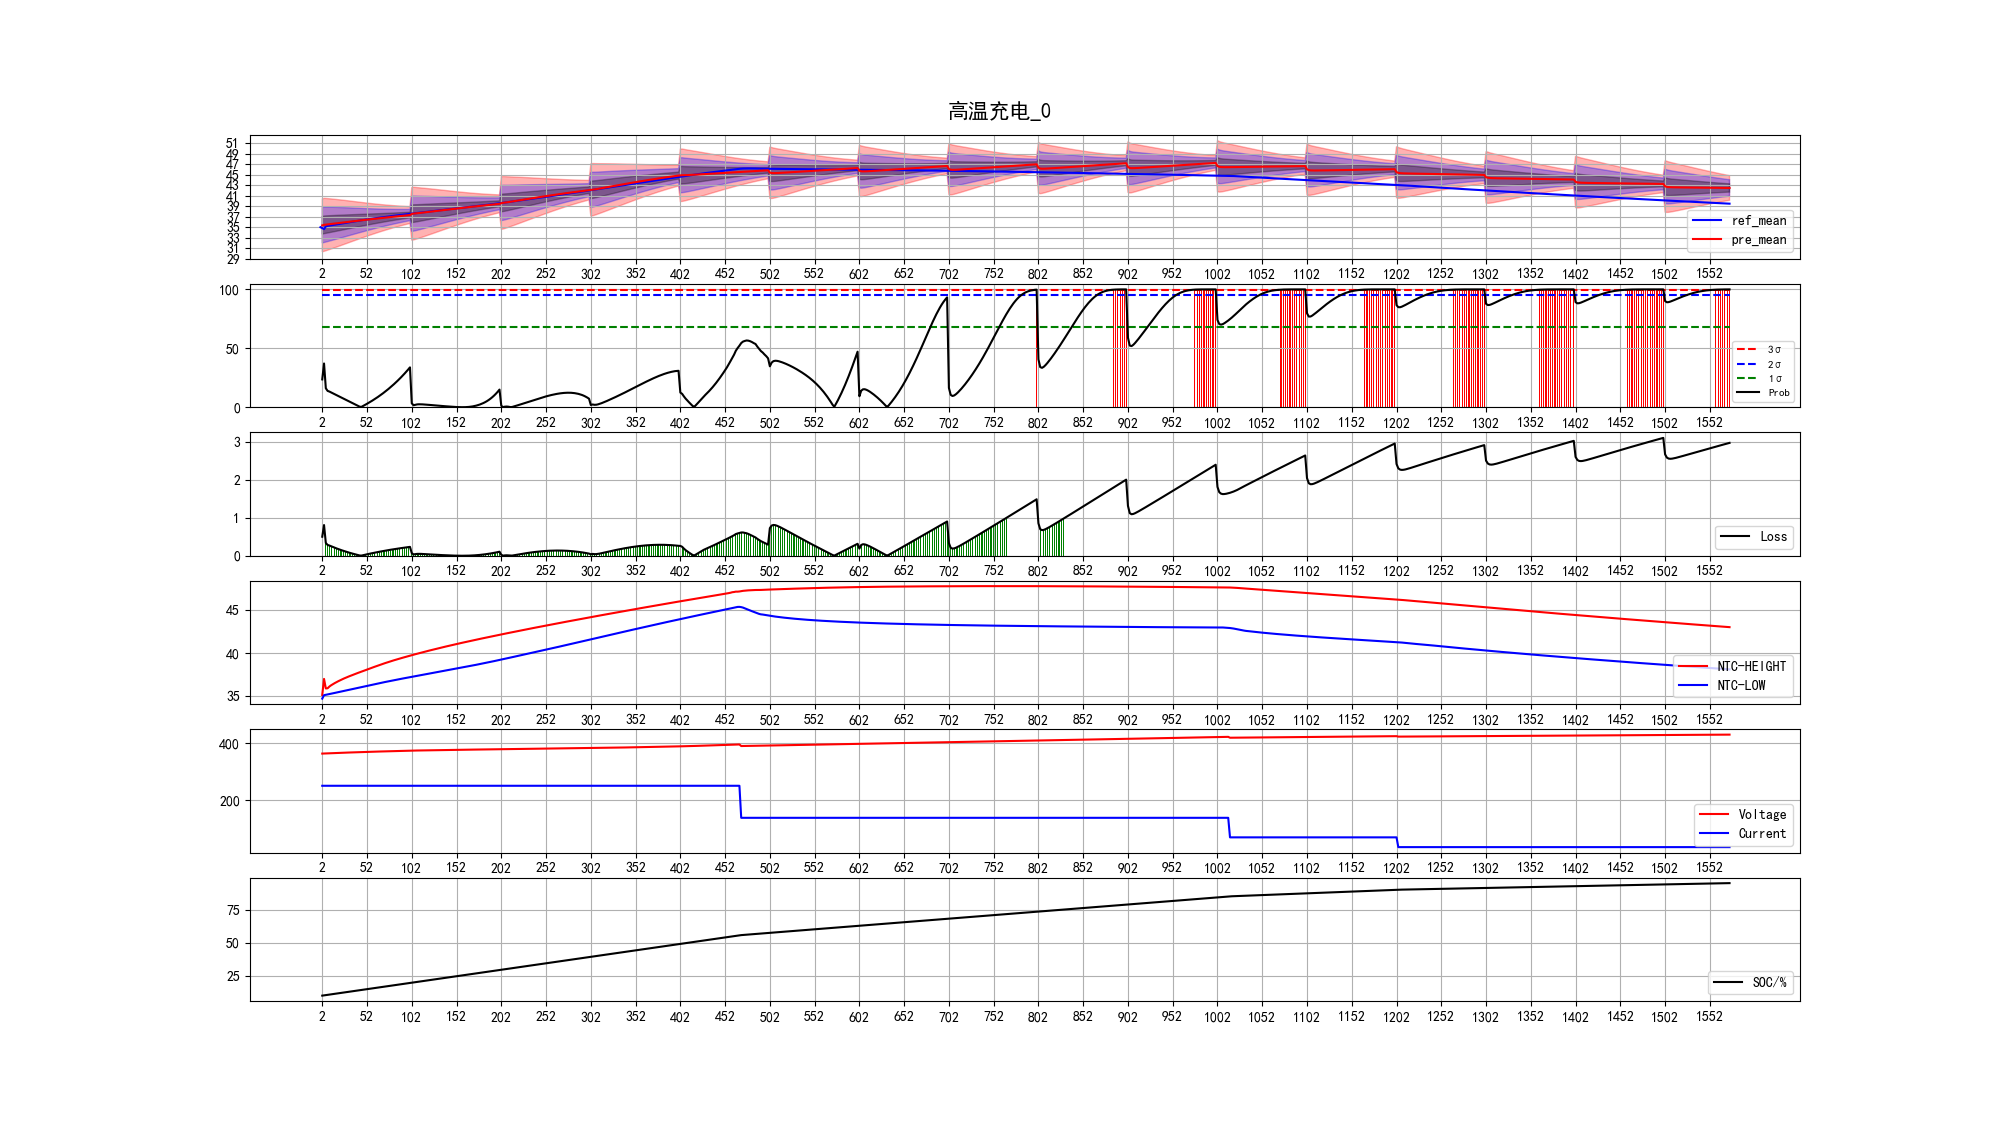 高温充电_0
51
49
47
45
43
41
39
37
35
33
31
29
ref_mean
pre_mean
2 52 102 152 202 252 302 352 402 452 502 552 602 652 702 752 802 852 902 952 1002 1052 1102 1152 1202 1252 1302 1352 1402 1452 1502 1552
100
50
0
3σ
2σ
1σ
Prob
2 52 102 152 202 252 302 352 402 452 502 552 602 652 702 752 802 852 902 952 1002 1052 1102 1152 1202 1252 1302 1352 1402 1452 1502 1552
3
2
1
0
Loss
2 52 102 152 202 252 302 352 402 452 502 552 602 652 702 752 802 852 902 952 1002 1052 1102 1152 1202 1252 1302 1352 1402 1452 1502 1552
45
40
35
NTC-HEIGHT
NTC-LOW
2 52 102 152 202 252 302 352 402 452 502 552 602 652 702 752 802 852 902 952 1002 1052 1102 1152 1202 1252 1302 1352 1402 1452 1502 1552
400
200
Voltage
Current
2 52 102 152 202 252 302 352 402 452 502 552 602 652 702 752 802 852 902 952 1002 1052 1102 1152 1202 1252 1302 1352 1402 1452 1502 1552
75
50
25
SOC/%
2 52 102 152 202 252 302 352 402 452 502 552 602 652 702 752 802 852 902 952 1002 1052 1102 1152 1202 1252 1302 1352 1402 1452 1502 1552